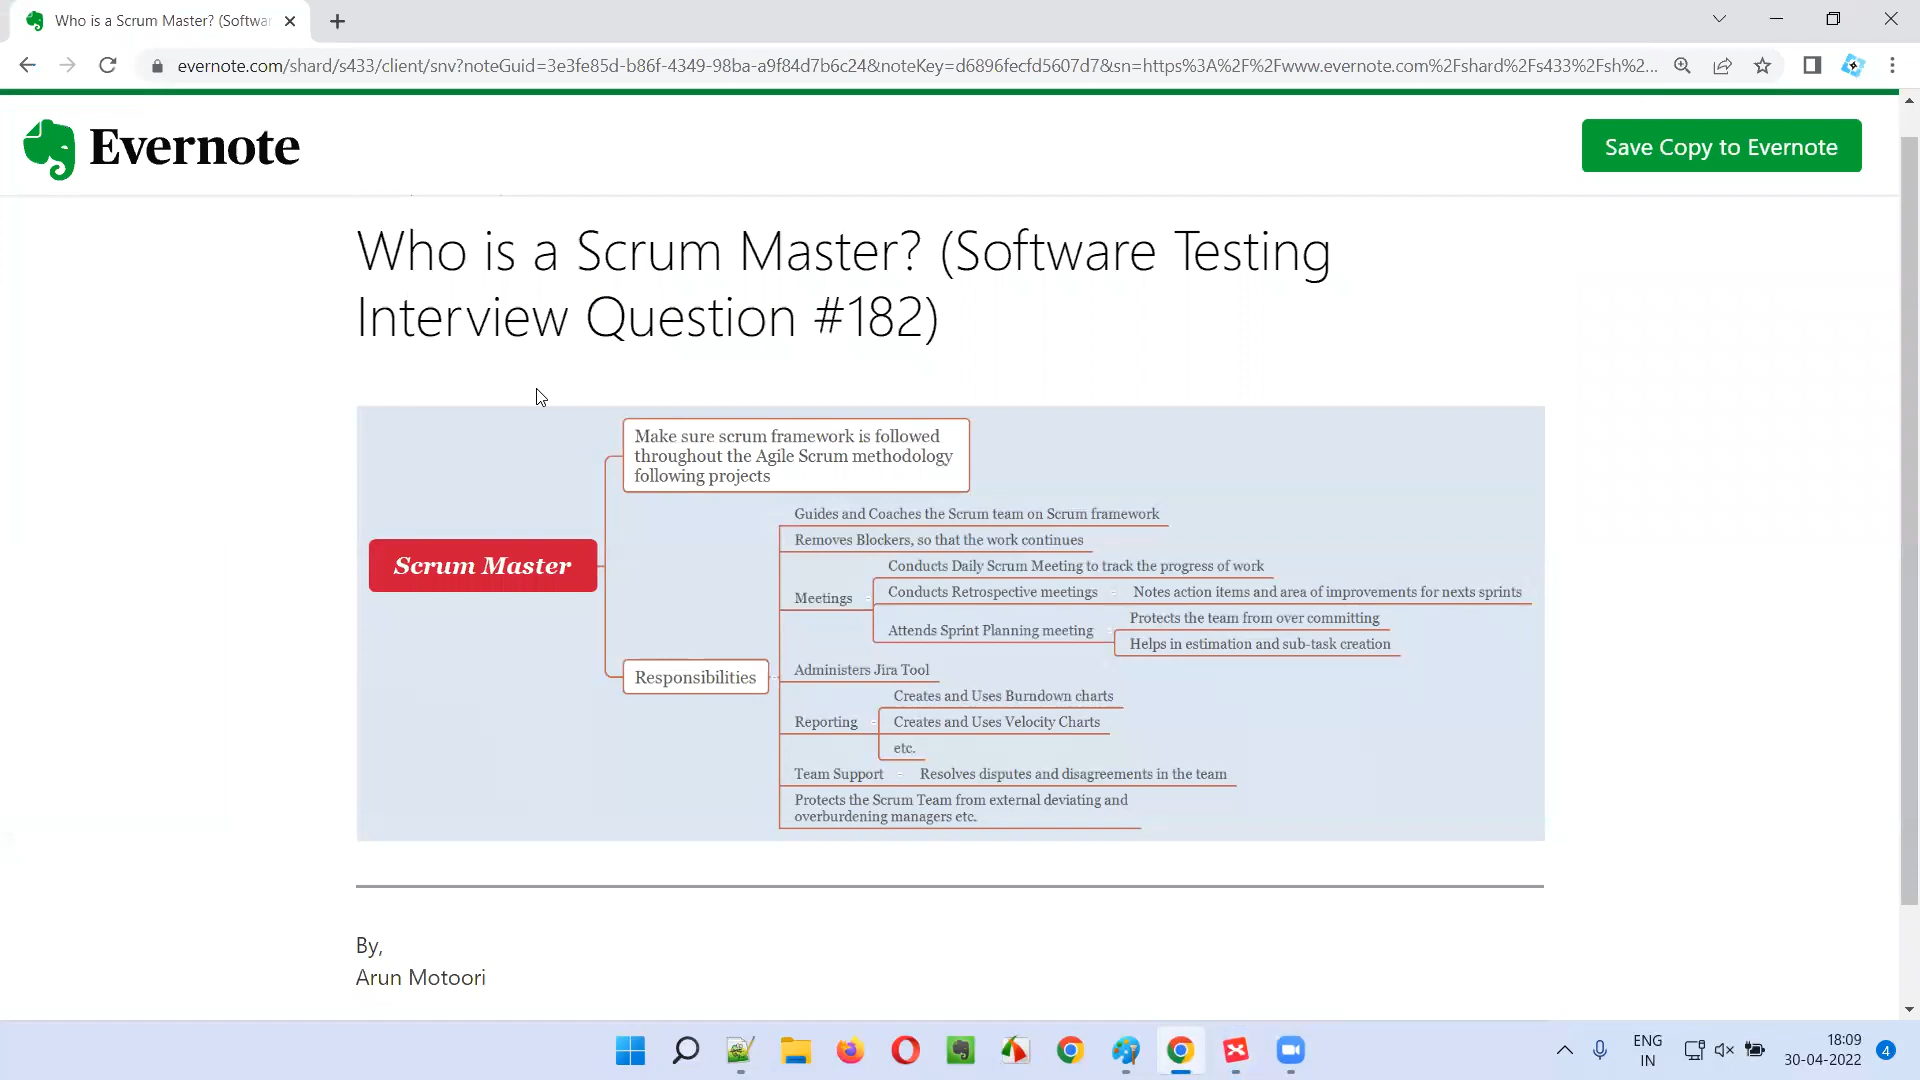 Who is a Scrum Master? (Softwar
evernote.com/shard/s433/client/snv?noteGuid=3e3fe85d-b86f-4349-98ba-a9f84d7b6c24&noteKey=d6896fecfd5607d7&sn=https%3A%2F%2Fwww.evernote.com%2Fshard%2Fs433%2Fsh%2...
Evernote
Save Copy to Evernote
Who is a Scrum Master? (Software Testing
Interview Question #182)
Make sure scrum framework is followed
throughout the Agile Scrum methodology
following projects
Scrum Master
Responsibilities
Guides and Coaches the Scrum team on Scrum framework
Removes Blockers, so that the work continues
Meetings
Conducts Daily Scrum Meeting to track the progress of work
Conducts Retrospective meetings
Notes action items and area of improvements for nexts sprints
Attends Sprint Planning meeting
Protects the team from over committing
Helps in estimation and sub-task creation
Administers Jira Tool
Reporting
Creates and Uses Burndown charts
Creates and Uses Velocity Charts
etc.
Team Support
Resolves disputes and disagreements in the team
Protects the Scrum Team from external deviating and
overburdening managers etc.
By,
Arun Motoori
ENG
IN
18:09
30-04-2022
4